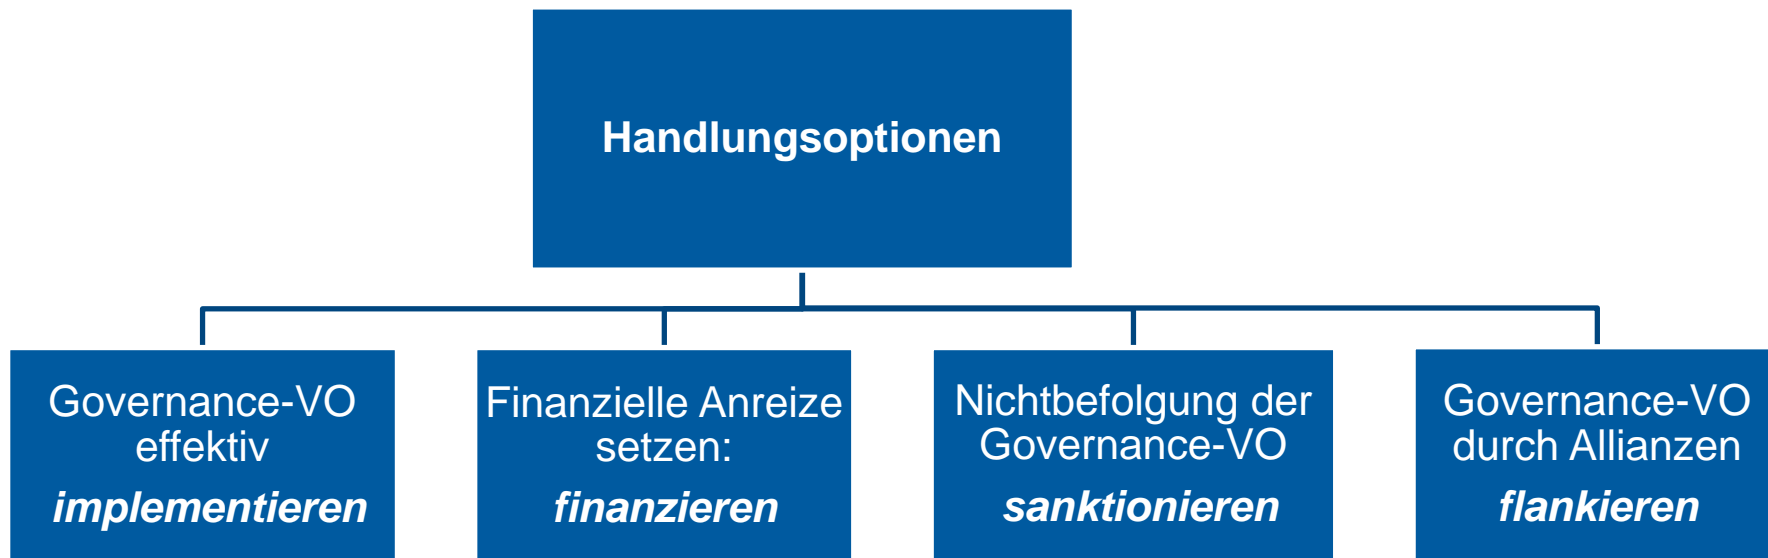 Handlungsoptionen
Governance-VO
effektiv
implementieren
Finanzielle Anreize
setzen:
finanzieren
Nichtbefolgung der
Governance-VO
sanktionieren
Governance-VO
durch Allianzen
flankieren